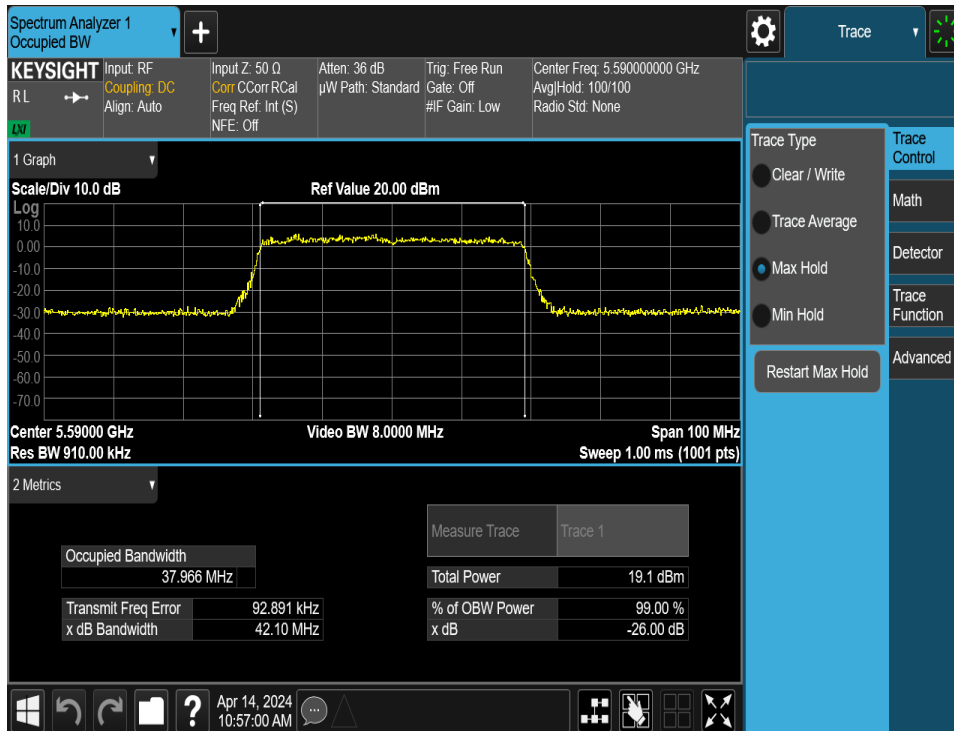 Spectrum Analyzer 1
Occupied BW
+
Trace
KEYSIGHT
R L
LXI
Input: RF
Coupling: DC
Align: Auto
Input Z: 50 Ω
Corr CCorr RCal
Freq Ref: Int (S)
NFE: Off
Atten: 36 dB
µW Path: Standard
Trig: Free Run
Gate: Off
#IF Gain: Low
Center Freq: 5.590000000 GHz
Avg|Hold: 100/100
Radio Std: None
1 Graph
Scale/Div 10.0 dB
Ref Value 20.00 dBm
Log
10.0
0.00
-10.0
-20.0
-30.0
-40.0
-50.0
-60.0
-70.0
Center 5.59000 GHz
Video BW 8.0000 MHz
Span 100 MHz
Res BW 910.00 kHz
Sweep 1.00 ms (1001 pts)
2 Metrics
Measure Trace
Trace 1
Occupied Bandwidth
37.966 MHz
Total Power
19.1 dBm
Transmit Freq Error
92.891 kHz
% of OBW Power
99.00 %
x dB Bandwidth
42.10 MHz
x dB
-26.00 dB
Trace Type
Clear / Write
Trace Average
Max Hold
Min Hold
Restart Max Hold
Trace
Control
Math
Detector
Trace
Function
Advanced
?
Apr 14, 2024
10:57:00 AM